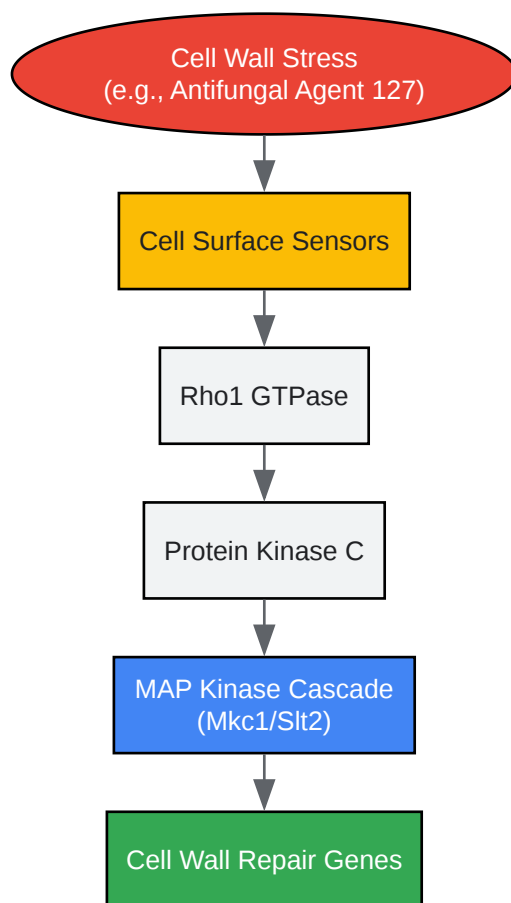 Cell Wall Stress
(e.g., Antifungal Agent 127)
Cell Surface Sensors
Rho1 GTPase
Protein Kinase C
MAP Kinase Cascade
(Mkc1/Slt2)
Cell Wall Repair Genes